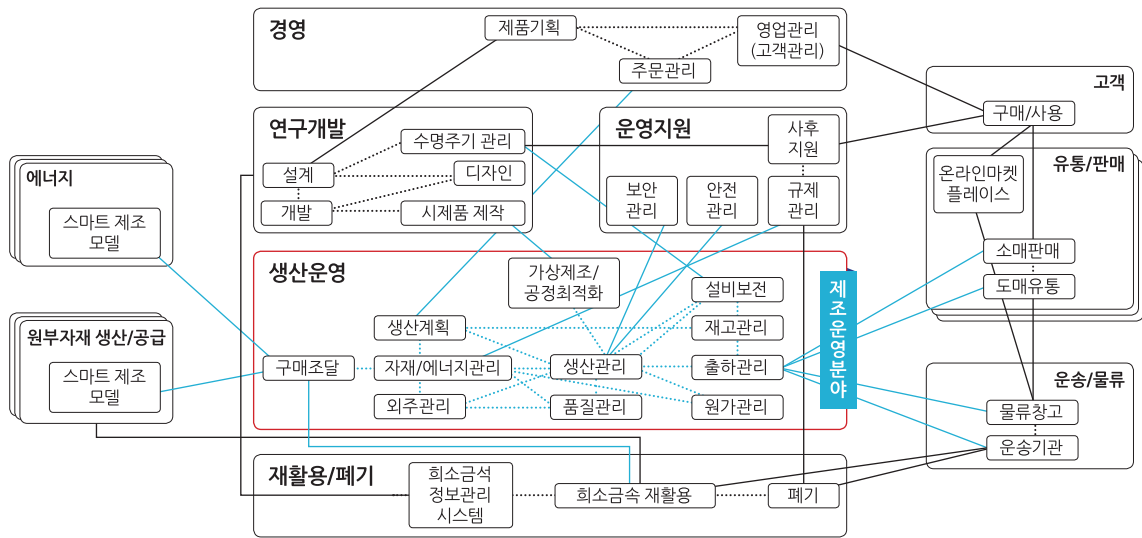 경영
제품기획
영업관리
(고객관리)
주문관리
고객
구매/사용
연구개발
수명주기 관리
설계
디자인
개발
시제품 제작
운영지원
사후
지원
보안
관리
안전
관리
규제
관리
유통/판매
온라인마켓
플레이스
소매판매
도매유통
에너지
스마트 제조
모델
원부자재 생산/공급
스마트 제조
모델
생산운영
가상제조/
공정최적화
설비보전
생산계획
재고관리
구매조달
자재/에너지관리
생산관리
출하관리
외주관리
품질관리
원가관리
제조운영분야
운송/물류
물류창고
운송기관
재활용/폐기
희소금석
정보관리
시스템
희소금속 재활용
폐기